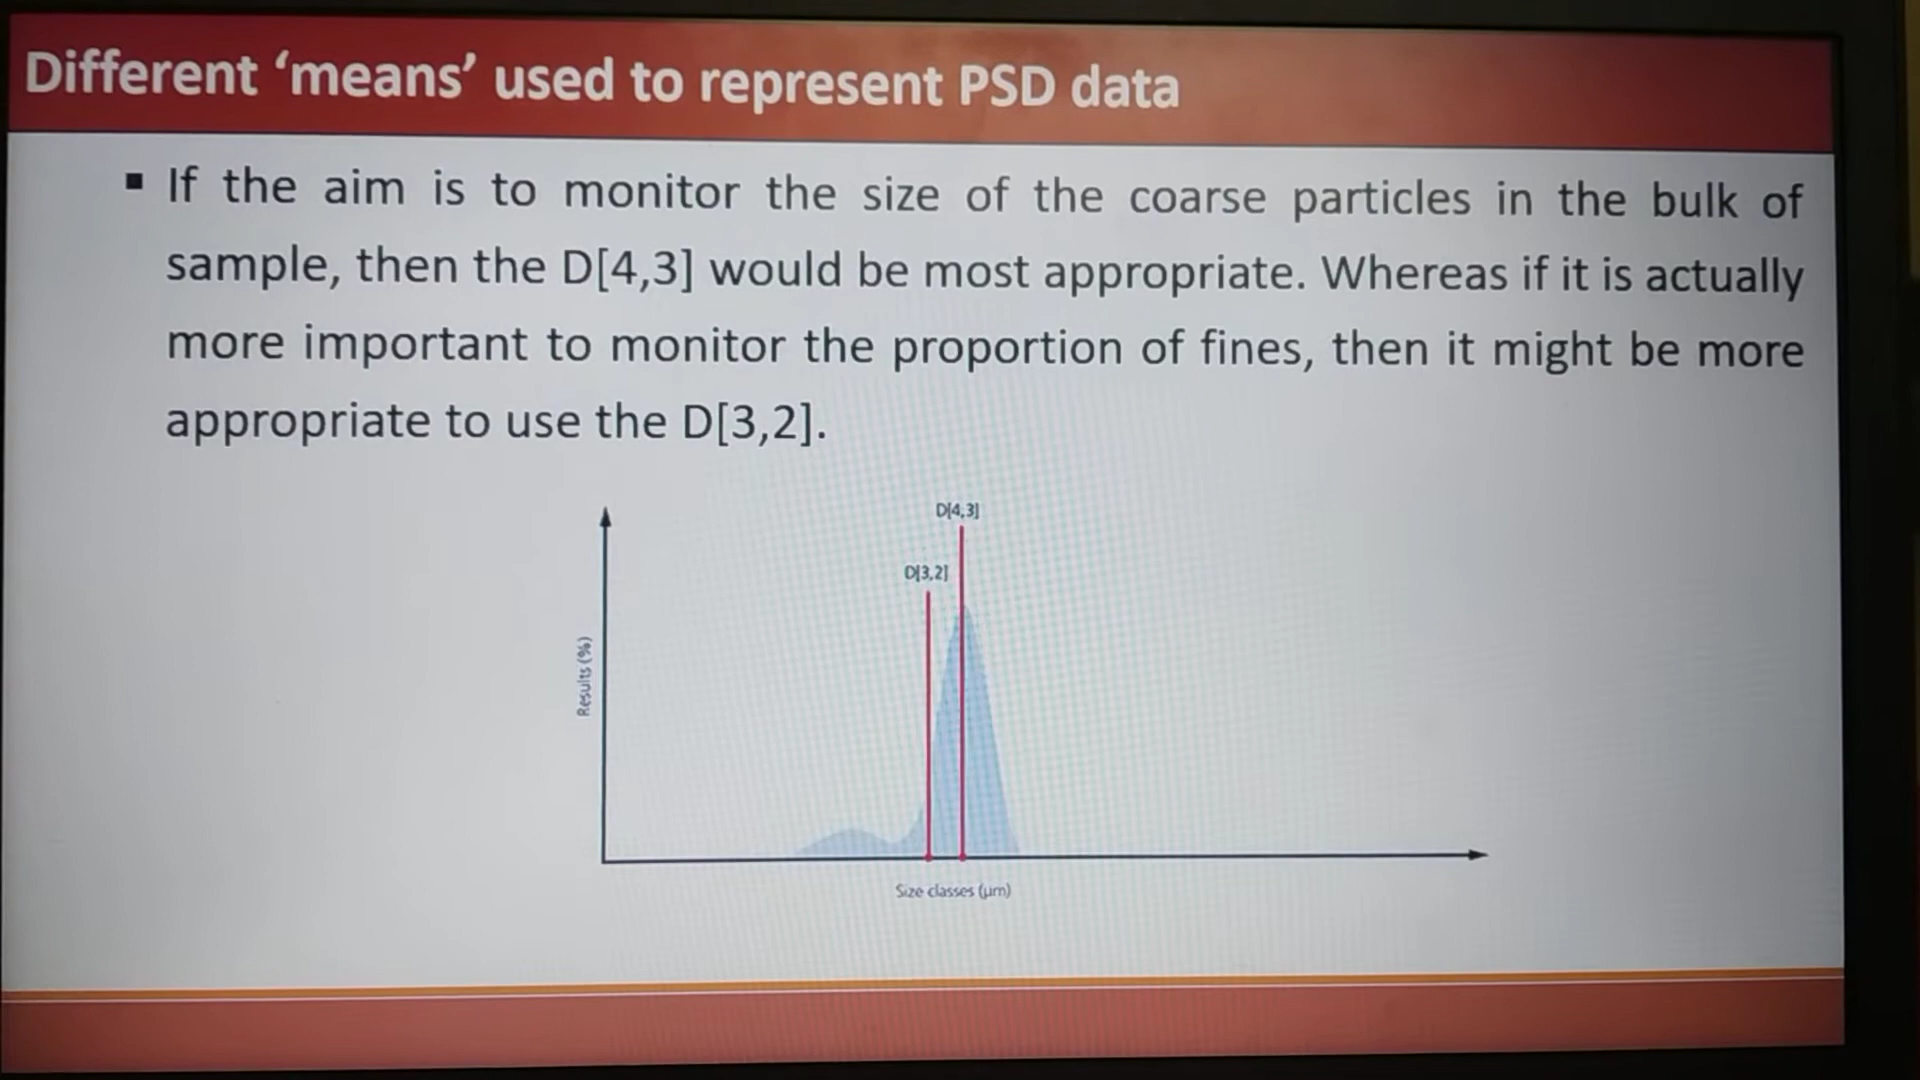 Different ‘means’ used to represent PSD data
▪ If the aim is to monitor the size of the coarse particles in the bulk of
sample, then the D[4,3] would be most appropriate. Whereas if it is actually
more important to monitor the proportion of fines, then it might be more
appropriate to use the D[3,2].
D[4,3]
D[3,2]
Results (%)
Size classes (µm)